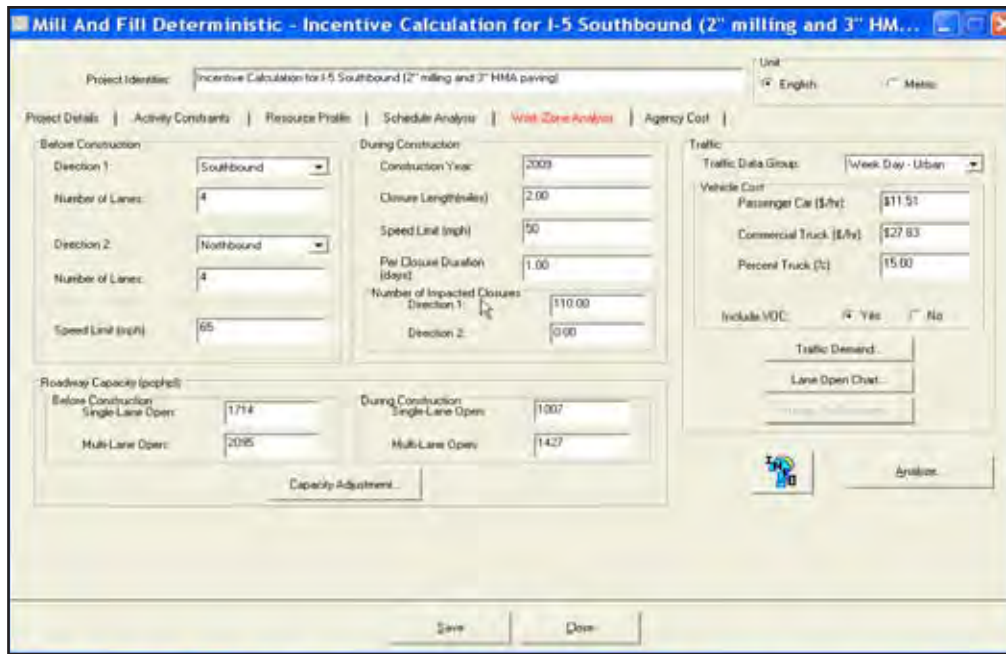 Mill And Fill Deterministic - Incentive Calculation for I-5 Southbound (2" milling and 3" HM...
Project Identifier: Incentive Calculation for I-5 Southbound (2" milling and 3" HMA paving)
Unit
English Metric
Project Details | Activity Constraints | Resource Profile | Schedule Analysis | Work-Zone Analysis | Agency Cost |
Before Construction
Direction 1: Southbound
Number of Lanes: 4
Direction 2: Northbound
Number of Lanes: 4
Speed Limit (mph): 65
During Construction
Construction Year: 2009
Closure Length(miles) 2.00
Speed Limit (mph) 50
Per Closure Duration (days): 1.00
Number of Impacted Closures
Direction 1: 110.00
Direction 2: 0.00
Traffic
Traffic Data Group: Week Day - Urban
Vehicle Cost
Passenger Car ($/hr): $11.51
Commercial Truck ($/hr) $27.83
Percent Truck (%): 15.00
Include VOC: Yes No
Traffic Demand...
Lane Open Chart...
Roadway Capacity (pcphpl)
Before Construction
Single-Lane Open: 1714
Multi-Lane Open: 2095
During Construction
Single-Lane Open: 1007
Multi-Lane Open: 1427
Capacity Adjustment...
INFO
Analyze...
Save
Close